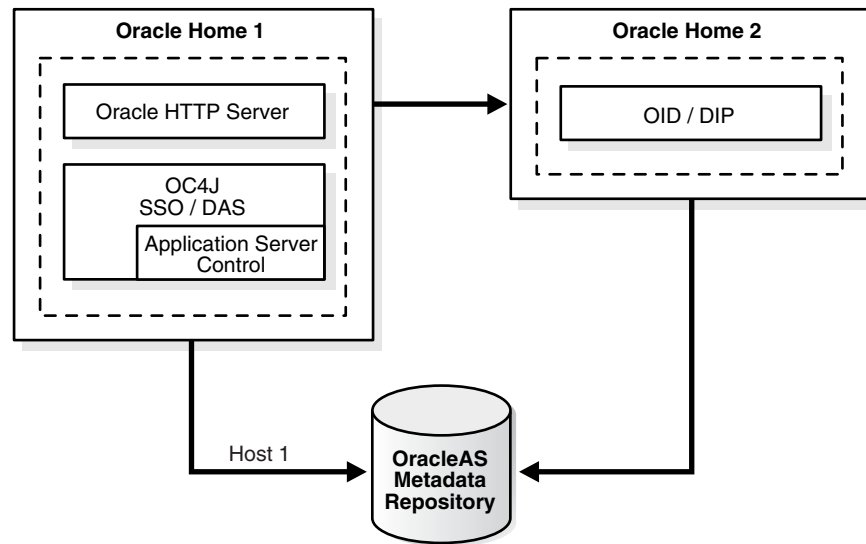 Oracle Home 1
Oracle HTTP Server
OC4J
SSO / DAS
Application Server
Control
Oracle Home 2
OID / DIP
Host 1
OracleAS
Metadata
Repository